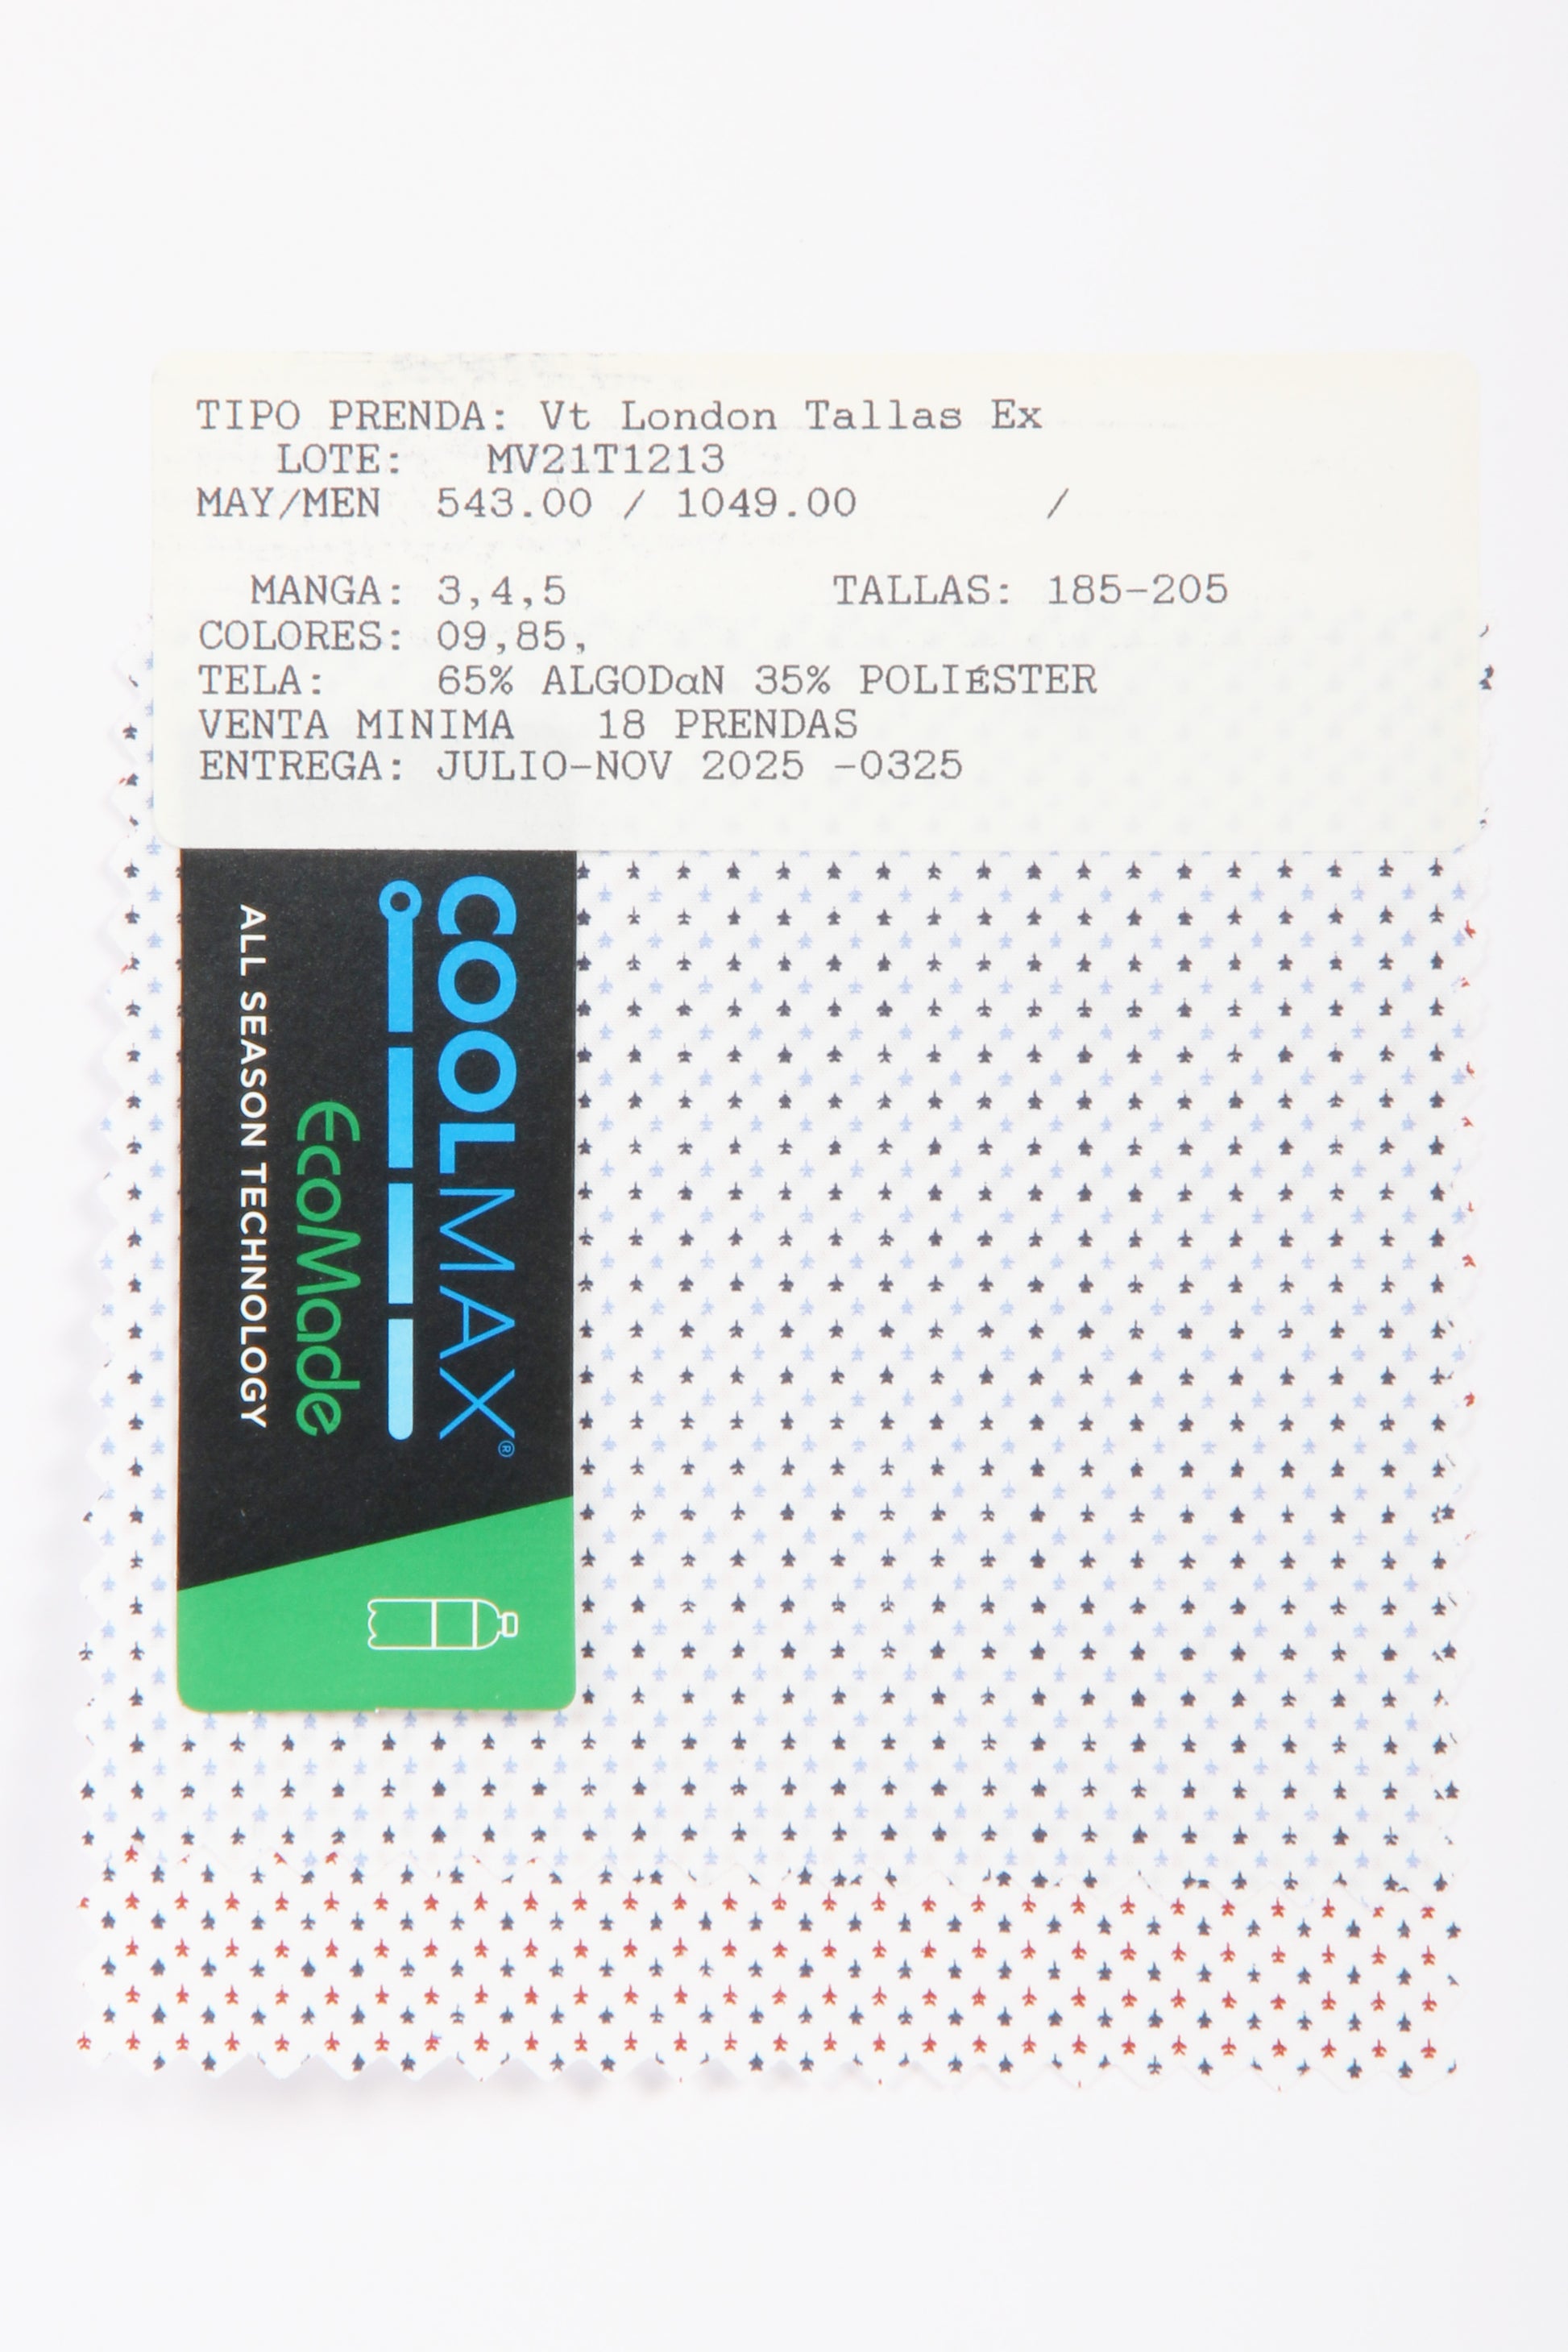 TIPO PRENDA: Vt London Tallas Ex
LOTE: MV21T1213
MAY/MEN 543.00 / 1049.00 /
MANGA: 3,4,5 TALLAS: 185-205
COLORES: 09,85,
TELA: 65% ALGODαN 35% POLIÉSTER
VENTA MINIMA 18 PRENDAS
ENTREGA: JULIO-NOV 2025 -0325
COOLMAX®
EcoMade
ALL SEASON TECHNOLOGY